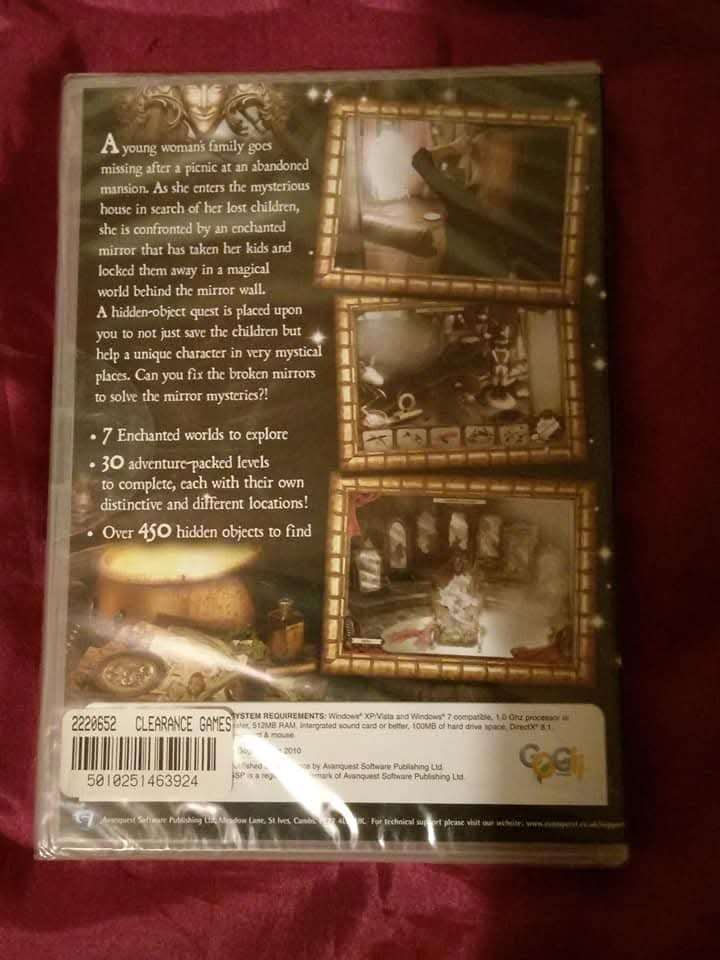 A young woman's family goes
missing after a picnic at an abandoned
mansion. As she enters the mysterious
house in search of her lost children,
she is confronted by an enchanted
mirror that has taken her kids and
locked them away in a magical
world behind the mirror wall.
A hidden-object quest is placed upon
you to not just save the children but
help a unique character in very mystical
places. Can you fix the broken mirrors
to solve the mirror mysteries?!
• 7 Enchanted worlds to explore
• 30 adventure-packed levels
to complete, each with their own
distinctive and different locations!
• Over 450 hidden objects to find
2220652 CLEARANCE GAMES
5010251463924
SYSTEM REQUIREMENTS: Windows® XP/Vista and Windows® 7 compatible, 1.0 Ghz processor or
512MB RAM, Intergrated sound card or better, 100MB of hard drive space, DirectX® 8.1.
& mouse.
2010
by Avanquest Software Publishing Ltd.
GSP is a of Avanquest Software Publishing Ltd.
GOGii
Avanquest Software Publishing Ltd, Meadow Lane, St Ives, Cambs, For technical support please visit our website: